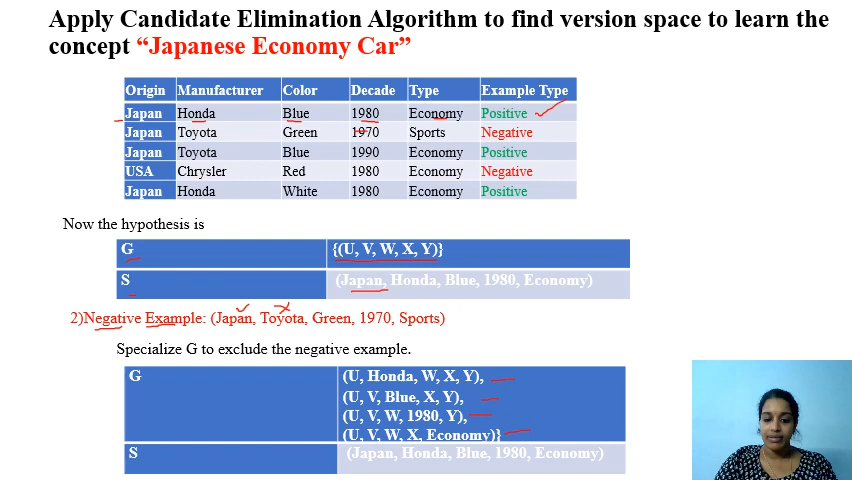 Apply Candidate Elimination Algorithm to find version space to learn the
concept “Japanese Economy Car”
Origin Manufacturer Color Decade Type Example Type
Japan Honda Blue 1980 Economy Positive
Japan Toyota Green 1970 Sports Negative
Japan Toyota Blue 1990 Economy Positive
USA Chrysler Red 1980 Economy Negative
Japan Honda White 1980 Economy Positive
Now the hypothesis is
G {(U, V, W, X, Y)}
S (Japan, Honda, Blue, 1980, Economy)
2)Negative Example: (Japan, Toyota, Green, 1970, Sports)
Specialize G to exclude the negative example.
G (U, Honda, W, X, Y),
(U, V, Blue, X, Y),
(U, V, W, 1980, Y),
(U, V, W, X, Economy)}
S (Japan, Honda, Blue, 1980, Economy)